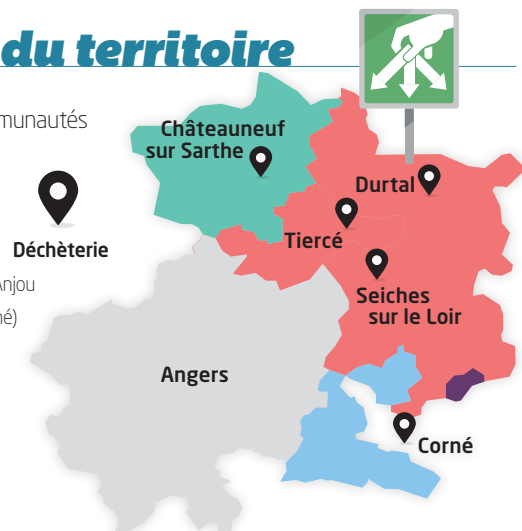 du territoire
munautés
Châteauneuf
sur Sarthe
Durtal
Déchèterie
Tiercé
Anjou
né)
Seiches
sur le Loir
Angers
Corné